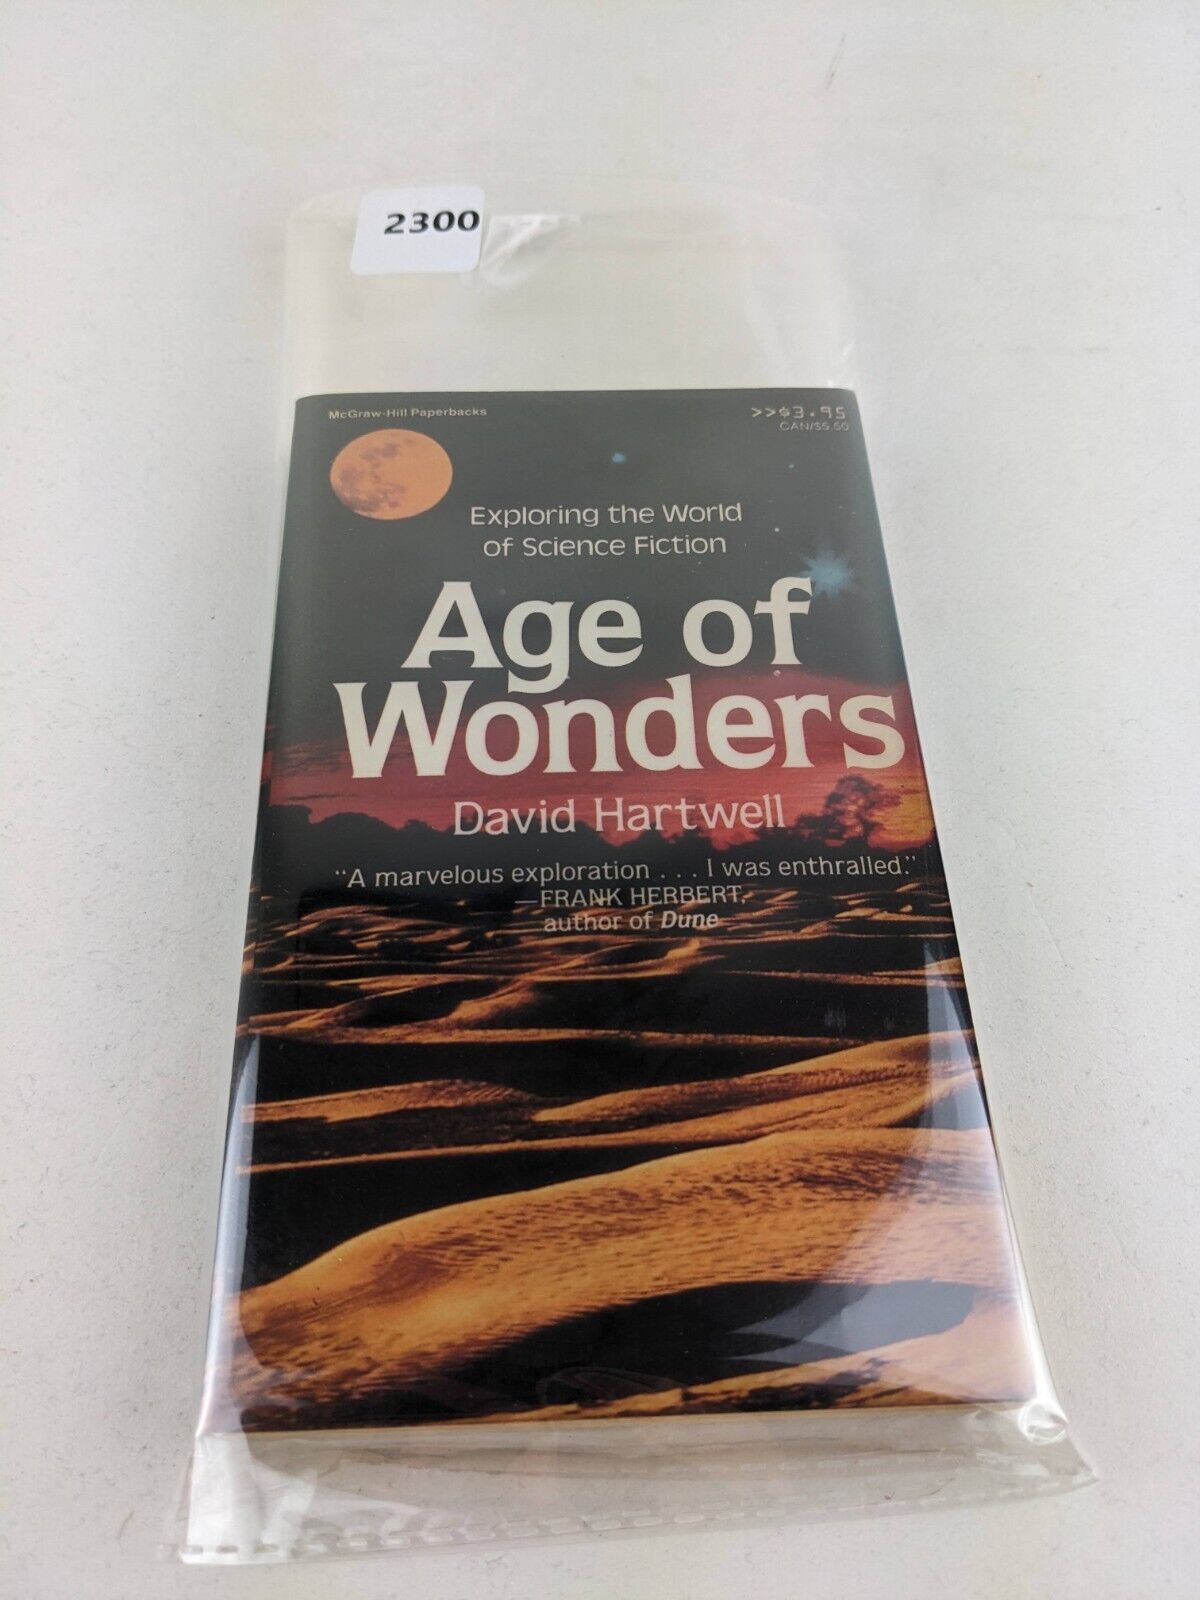 2300
McGraw-Hill Paperbacks
>>$3.95
CAN/$5.50
Exploring the World
of Science Fiction
Age of
Wonders
David Hartwell
"A marvelous exploration . . . I was enthralled."
—FRANK HERBERT,
author of Dune